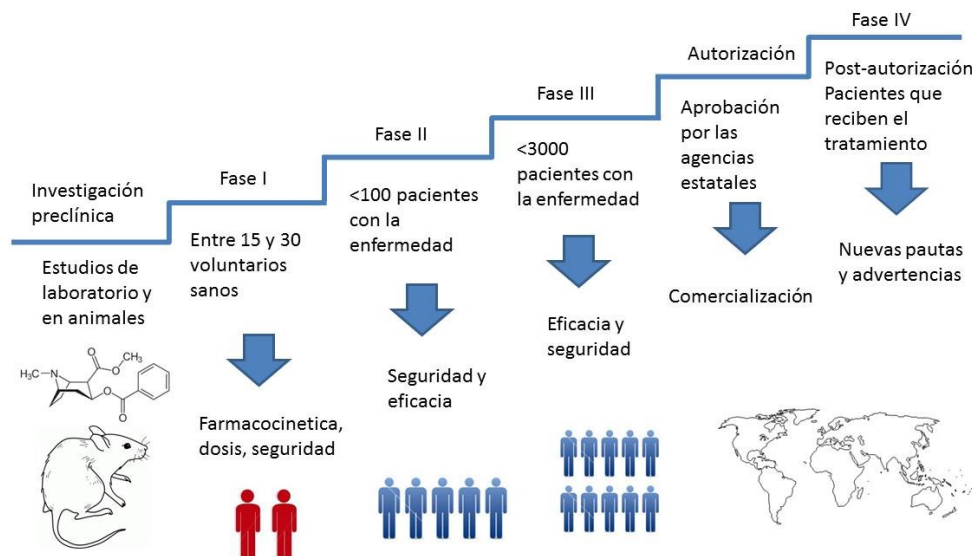 Investigación
preclínica
Estudios de
laboratorio y
en animales
H₃C
N
O
O
CH₃
O
O
Fase I
Entre 15 y 30
voluntarios
sanos
Farmacocinetica,
dosis, seguridad
Fase II
<100 pacientes
con la
enfermedad
Seguridad y
eficacia
Fase III
<3000
pacientes con
la enfermedad
Eficacia y
seguridad
Autorización
Aprobación
por las
agencias
estatales
Comercialización
Fase IV
Post-autorización
Pacientes que
reciben el
tratamiento
Nuevas pautas
y advertencias